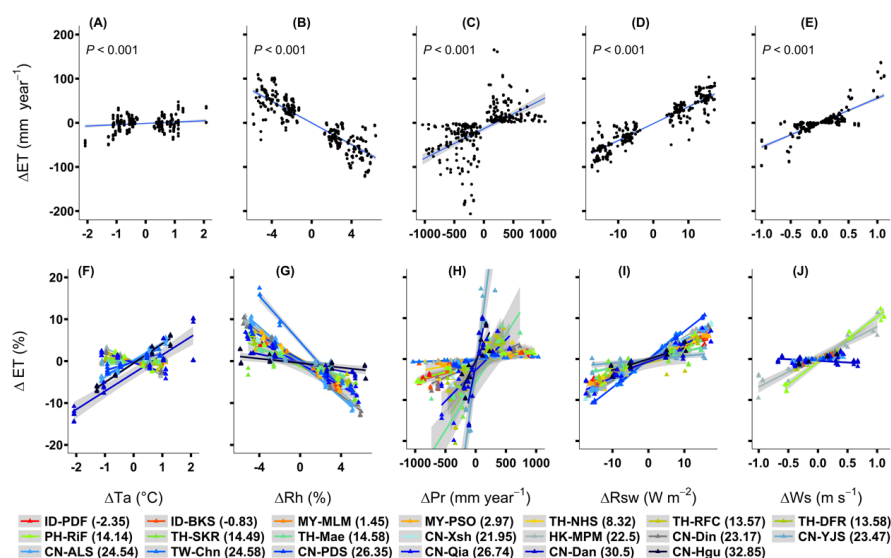 (A) (B) (C) (D) (E)
P < 0.001 P < 0.001 P < 0.001 P < 0.001 P < 0.001
ΔET (mm year⁻¹)
200
100
0
-100
-200
-2 -1 0 1 2
-4 0 4
-1000 -500 0 500 1000
-10 0 10
-1.0 0.0 1.0
(F) (G) (H) (I) (J)
Δ ET (%)
20
10
0
-10
-20
-2 -1 0 1 2
-4 0 4
-1000 -500 0 500 1000
-10 0 10
-1.0 0.0 1.0
ΔTa (°C) ΔRh (%) ΔPr (mm year⁻¹) ΔRsw (W m⁻²) ΔWs (m s⁻¹)
ID-PDF (-2.35) ID-BKS (-0.83) MY-MLM (1.45) MY-PSO (2.97) TH-NHS (8.32) TH-RFC (13.57) TH-DFR (13.58)
PH-RiF (14.14) TH-SKR (14.49) TH-Mae (14.58) CN-Xsh (21.95) HK-MPM (22.5) CN-Din (23.17) CN-YJS (23.47)
CN-ALS (24.54) TW-Chn (24.58) CN-PDS (26.35) CN-Qia (26.74) CN-Dan (30.5) CN-Hgu (32.85)